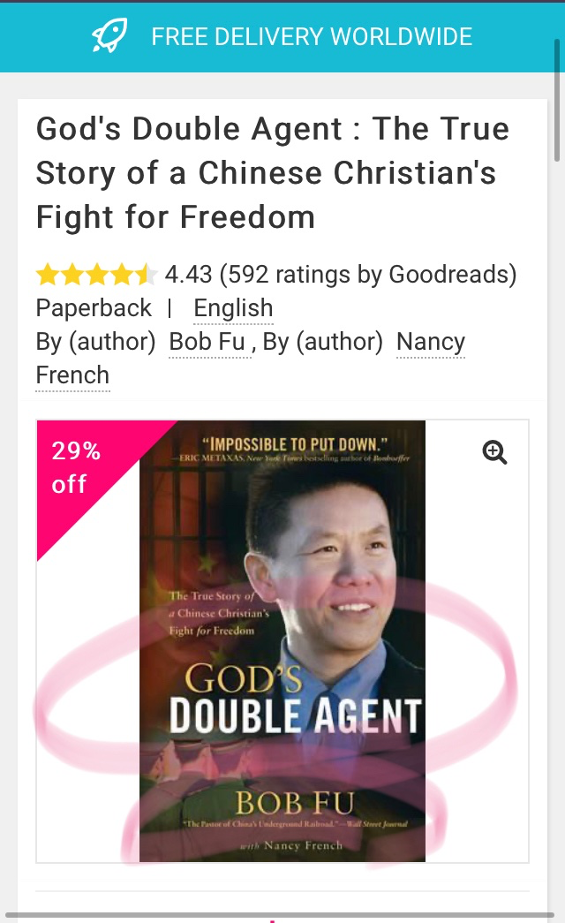 FREE DELIVERY WORLDWIDE
God's Double Agent : The True
Story of a Chinese Christian's
Fight for Freedom
4.43 (592 ratings by Goodreads)
Paperback | English
By (author) Bob Fu , By (author) Nancy
French
29%
off
“IMPOSSIBLE TO PUT DOWN.”
—ERIC METAXAS, New York Times bestselling author of Bonhoeffer
The True Story of
a Chinese Christian's
Fight for Freedom
GOD'S
DOUBLE AGENT
BOB FU
“The Pastor of China's Underground Railroad.”—Wall Street Journal
with Nancy French